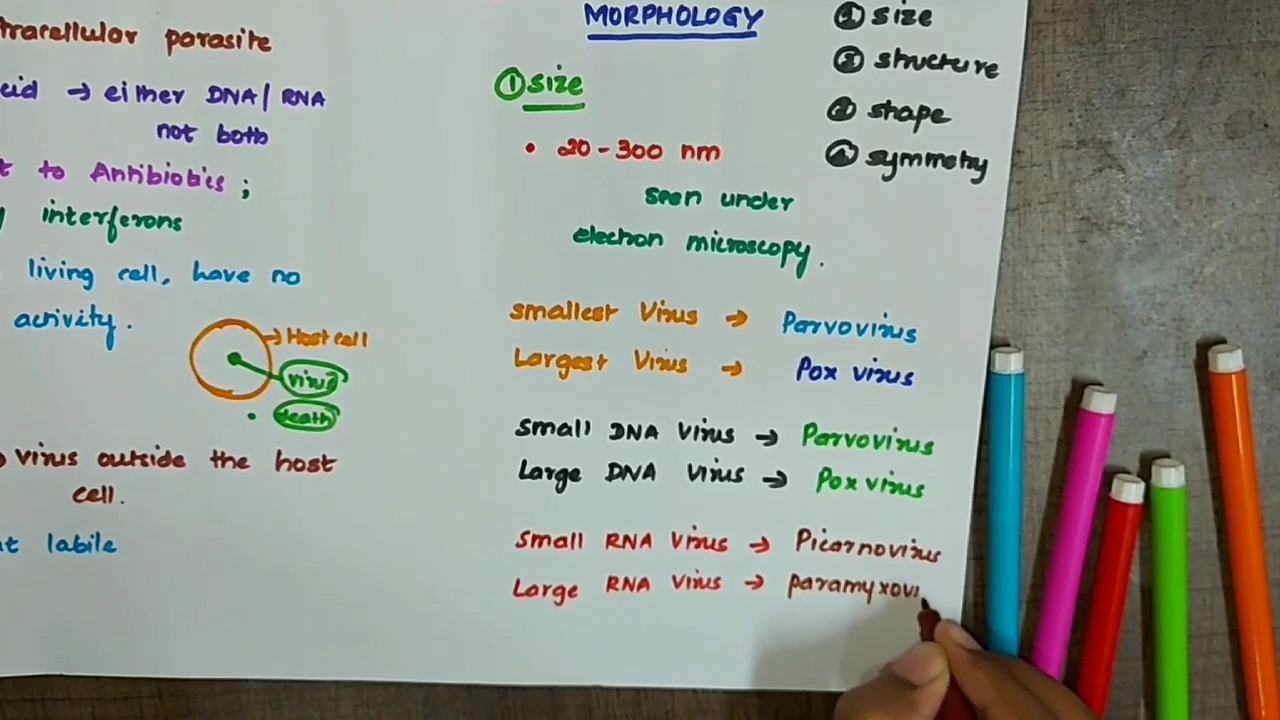 tracellular parasite
cid → either DNA/ RNA
not both
t to Antibiotics ;
y interferons
living cell, have no
activity.
→ Host cell
virus
death
virus outside the host
cell.
at labile
MORPHOLOGY
① size
② structure
③ shape
④ symmetry
① size
• 20 - 300 nm
seen under
electron microscopy.
smallest Virus → Parvovirus
Largest Virus → Pox virus
small DNA Virus → Parvovirus
Large DNA Virus → Pox virus
small RNA Virus → Picornovirus
Large RNA Virus → paramyxovi